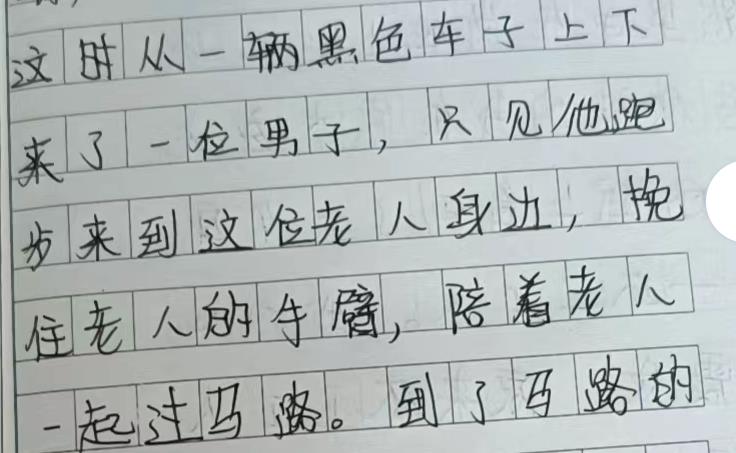 这时从一辆黑色车子上下
来了一位男子，只见他跑
步来到这位老人身边，挽
住老人的手臂，陪着老人
一起过马路。到了马路的